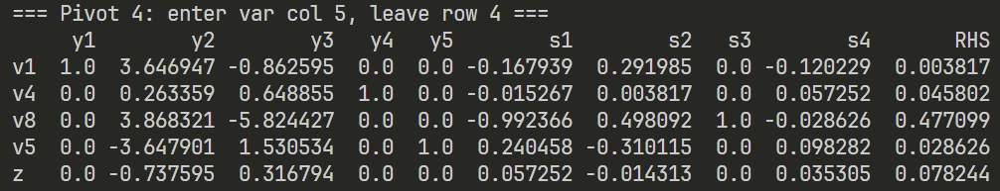 === Pivot 4: enter var col 5, leave row 4 ===
y1 y2 y3 y4 y5 s1 s2 s3 s4 RHS
v1 1.0 3.646947 -0.862595 0.0 0.0 -0.167939 0.291985 0.0 -0.120229 0.003817
v4 0.0 0.263359 0.648855 1.0 0.0 -0.015267 0.003817 0.0 0.057252 0.045802
v8 0.0 3.868321 -5.824427 0.0 0.0 -0.992366 0.498092 1.0 -0.028626 0.477099
v5 0.0 -3.647901 1.530534 0.0 1.0 0.240458 -0.310115 0.0 0.098282 0.028626
z 0.0 -0.737595 0.316794 0.0 0.0 0.057252 -0.014313 0.0 0.035305 0.078244